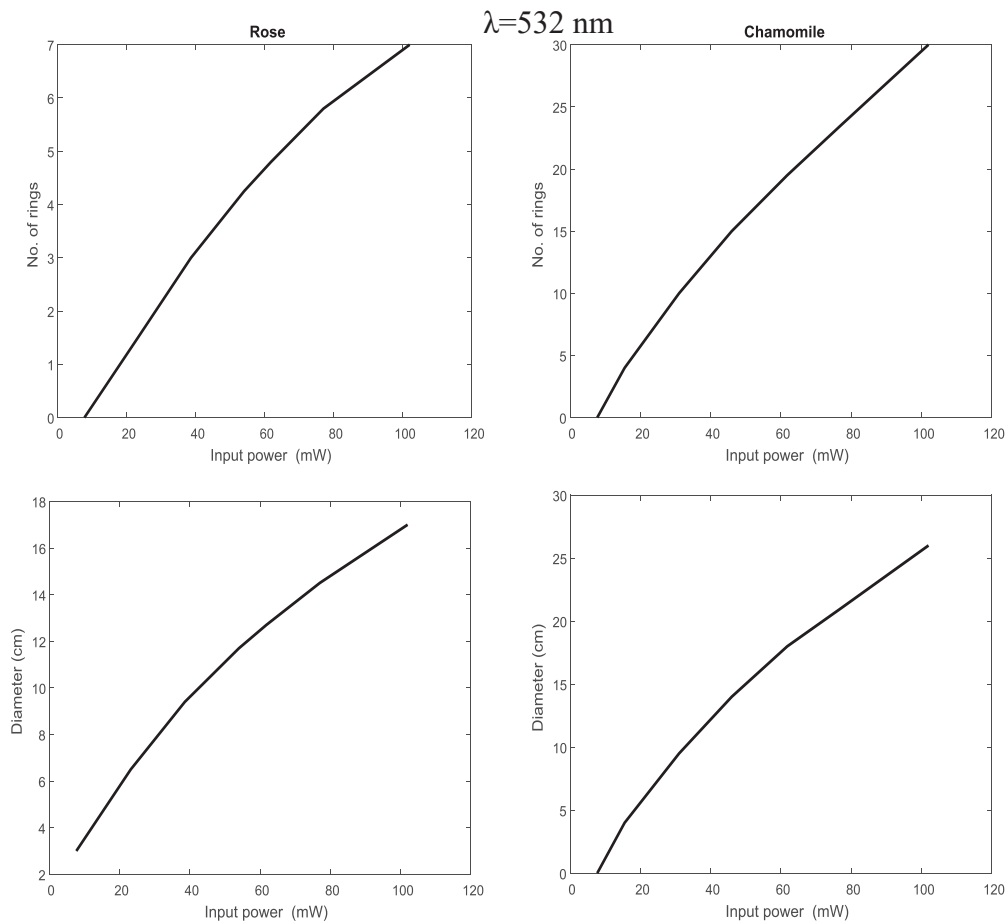 λ=532 nm
Rose
7
6
5
4
3
2
1
0
No. of rings
0 20 40 60 80 100 120
Input power (mW)
Chamomile
30
25
20
15
10
5
0
No. of rings
0 20 40 60 80 100 120
Input power (mW)
18
16
14
12
10
8
6
4
2
Diameter (cm)
0 20 40 60 80 100 120
Input power (mW)
30
25
20
15
10
5
0
Diameter (cm)
0 20 40 60 80 100 120
Input power (mW)